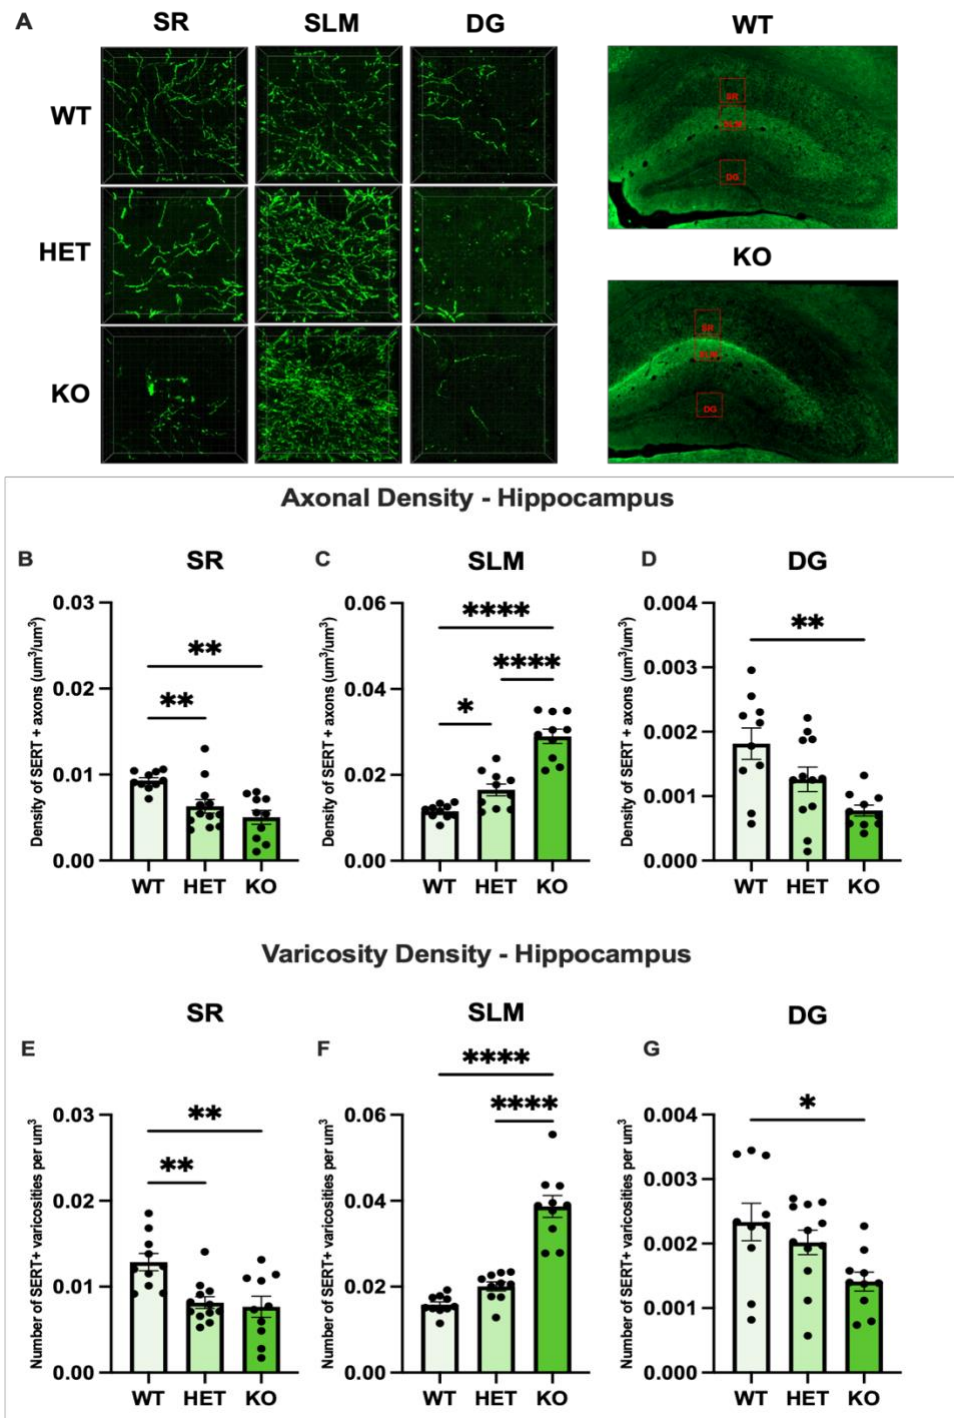 A
SR
SLM
DG
WT
WT
HET
KO
SR
SLM
DG
KO
SR
SLM
DG
Axonal Density - Hippocampus
B
SR
C
SLM
D
DG
Density of SERT + axons (um³/um³)
0.03
0.02
0.01
0.00
**
**
WT HET KO
Density of SERT + axons (um³/um³)
0.06
0.04
0.02
0.00
****
****
*
WT HET KO
Density of SERT + axons (um³/um³)
0.004
0.003
0.002
0.001
0.000
**
WT HET KO
Varicosity Density - Hippocampus
E
SR
F
SLM
G
DG
Number of SERT+ varicosities per um³
0.03
0.02
0.01
0.00
**
**
WT HET KO
Number of SERT+ varicosities per um³
0.06
0.04
0.02
0.00
****
****
WT HET KO
Number of SERT+ varicosities per um³
0.004
0.003
0.002
0.001
0.000
*
WT HET KO